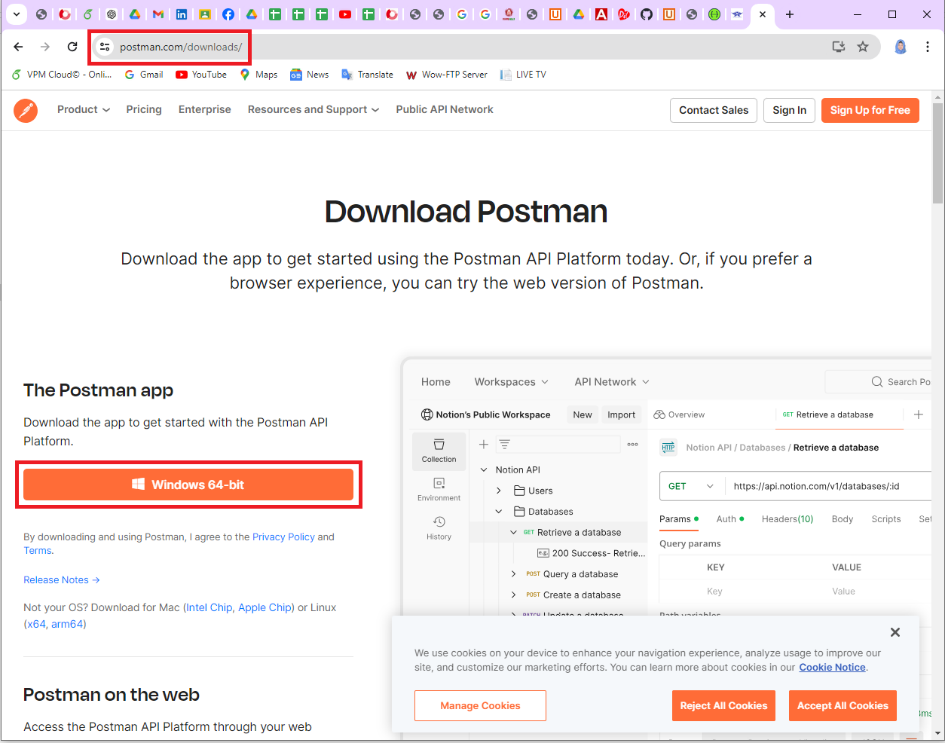 postman.com/downloads/
VPM Cloud© - Onli...
Gmail
YouTube
Maps
News
Translate
Wow-FTP Server
LIVE TV
Product
Pricing
Enterprise
Resources and Support
Public API Network
Contact Sales
Sign In
Sign Up for Free
Download Postman
Download the app to get started using the Postman API Platform today. Or, if you prefer a
browser experience, you can try the web version of Postman.
The Postman app
Download the app to get started with the Postman API
Platform.
Windows 64-bit
By downloading and using Postman, I agree to the Privacy Policy and
Terms.
Release Notes →
Not your OS? Download for Mac (Intel Chip, Apple Chip) or Linux
(x64, arm64)
Postman on the web
Access the Postman API Platform through your web
Home
Workspaces
API Network
Search Po
Notion's Public Workspace
New
Import
Overview
GET Retrieve a database
Collection
Environment
History
Notion API
Users
Databases
GET Retrieve a database
200 Success- Retrie...
POST Query a database
POST Create a database
PATCH Update a database
Notion API / Databases / Retrieve a database
GET
https://api.notion.com/v1/databases/:id
Params
Auth
Headers(10)
Body
Scripts
Set
Query params
KEY
VALUE
Key
Value
Path variables
We use cookies on your device to enhance your navigation experience, analyze usage to improve our
site, and customize our marketing efforts. You can learn more about cookies in our Cookie Notice.
Manage Cookies
Reject All Cookies
Accept All Cookies